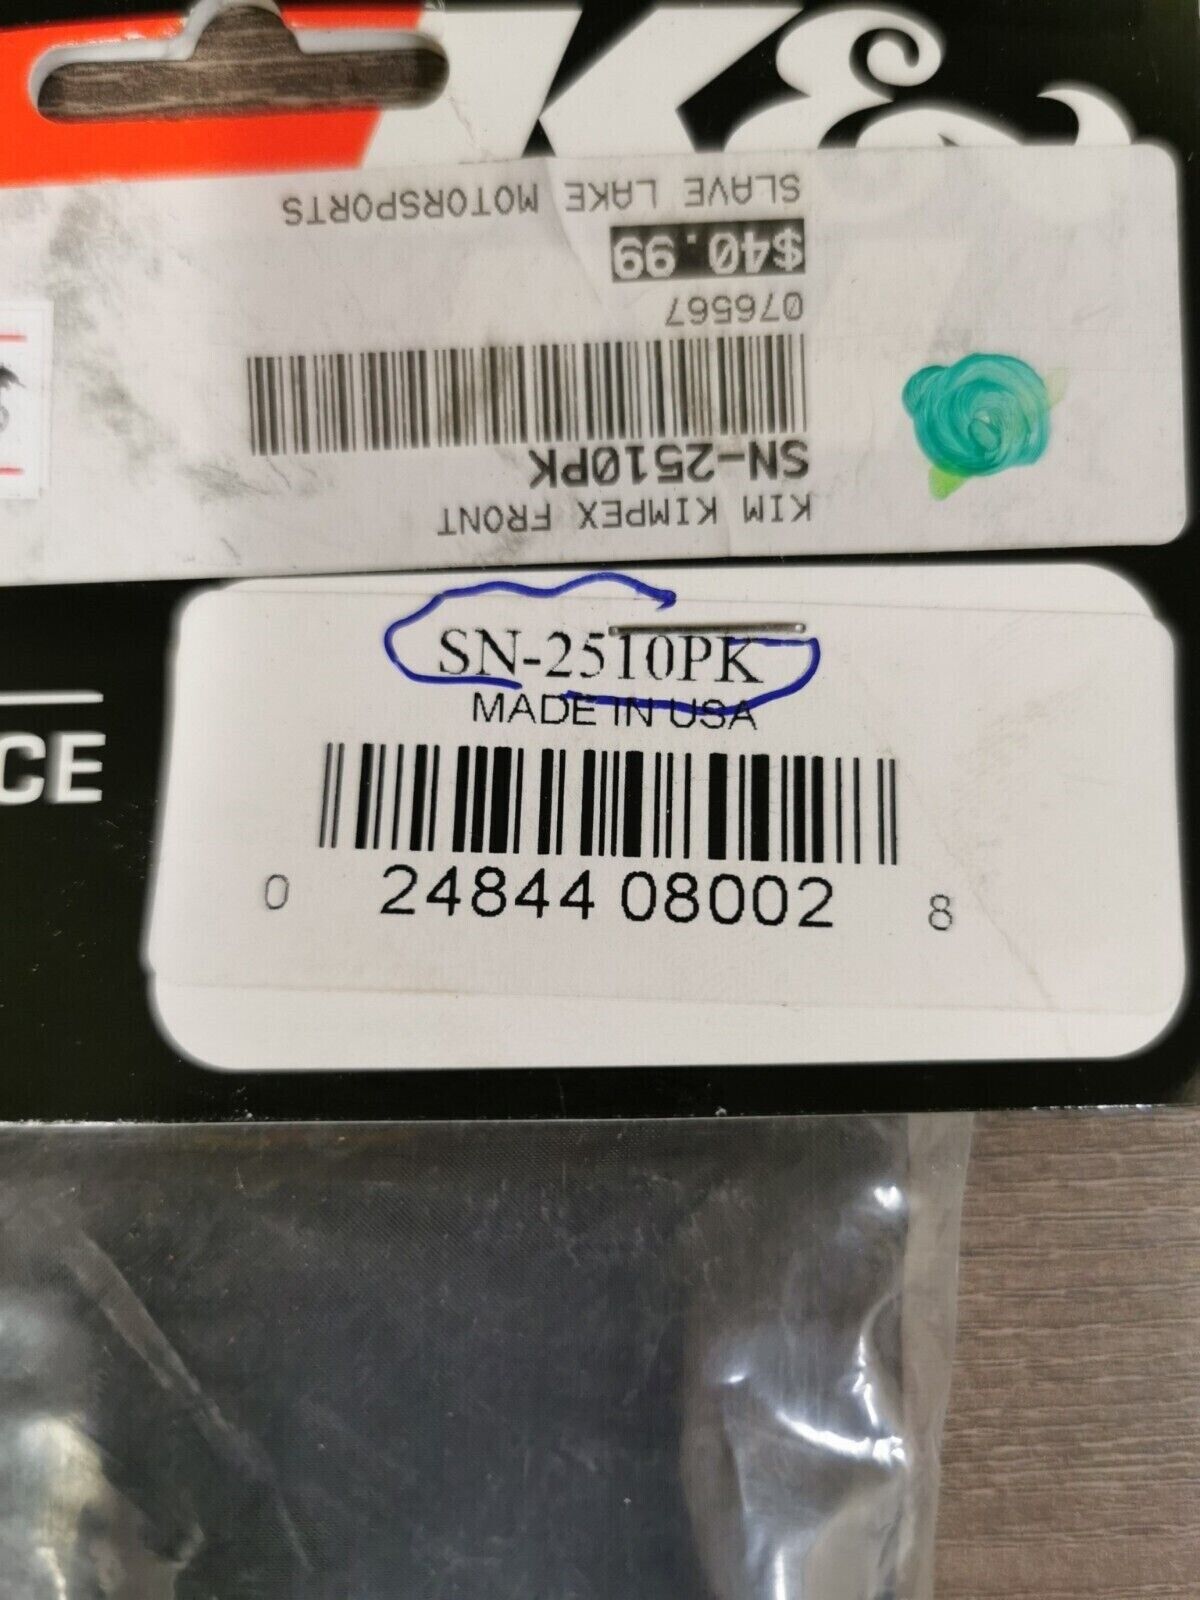 K&
SLAVE LAKE MOTORSPORTS
$40.99
076567
SN-2510PK
KIM KIMPEX FRONT
SN-2510PK
MADE IN USA
CE
0 24844 08002 8